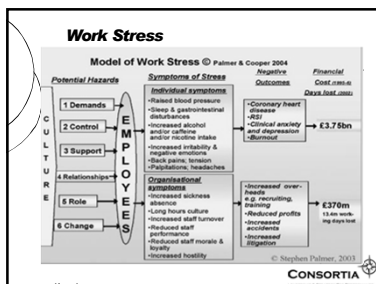 Work Stress
Model of Work Stress © Palmer & Cooper 2004
Potential Hazards
Symptoms of Stress
Negative
Outcomes
Financial
Cost (1995-6)
Days lost (2002)
CULTURE
1 Demands
2 Control
3 Support
4 Relationships
5 Role
6 Change
EMPLOYEES
Individual symptoms
•Raised blood pressure
•Sleep & gastrointestinal
disturbances
•Increased alcohol
and/or caffeine
and/or nicotine intake
•Increased irritability &
negative emotions
•Back pains; tension
•Palpitations; headaches
•Coronary heart
disease
•RSI
•Clinical anxiety
and depression
•Burnout
£3.75bn
Organisational
symptoms
•Increased sickness
absence
•Long hours culture
•Increased staff turnover
•Reduced staff
performance
•Reduced staff morale &
loyalty
•Increased hostility
•Increased over-
heads
e.g. recruiting,
training
•Reduced profits
•Increased
accidents
•Increased
litigation
£370m
13.4m work-
ing days lost
© Stephen Palmer, 2003
CONSORTIA